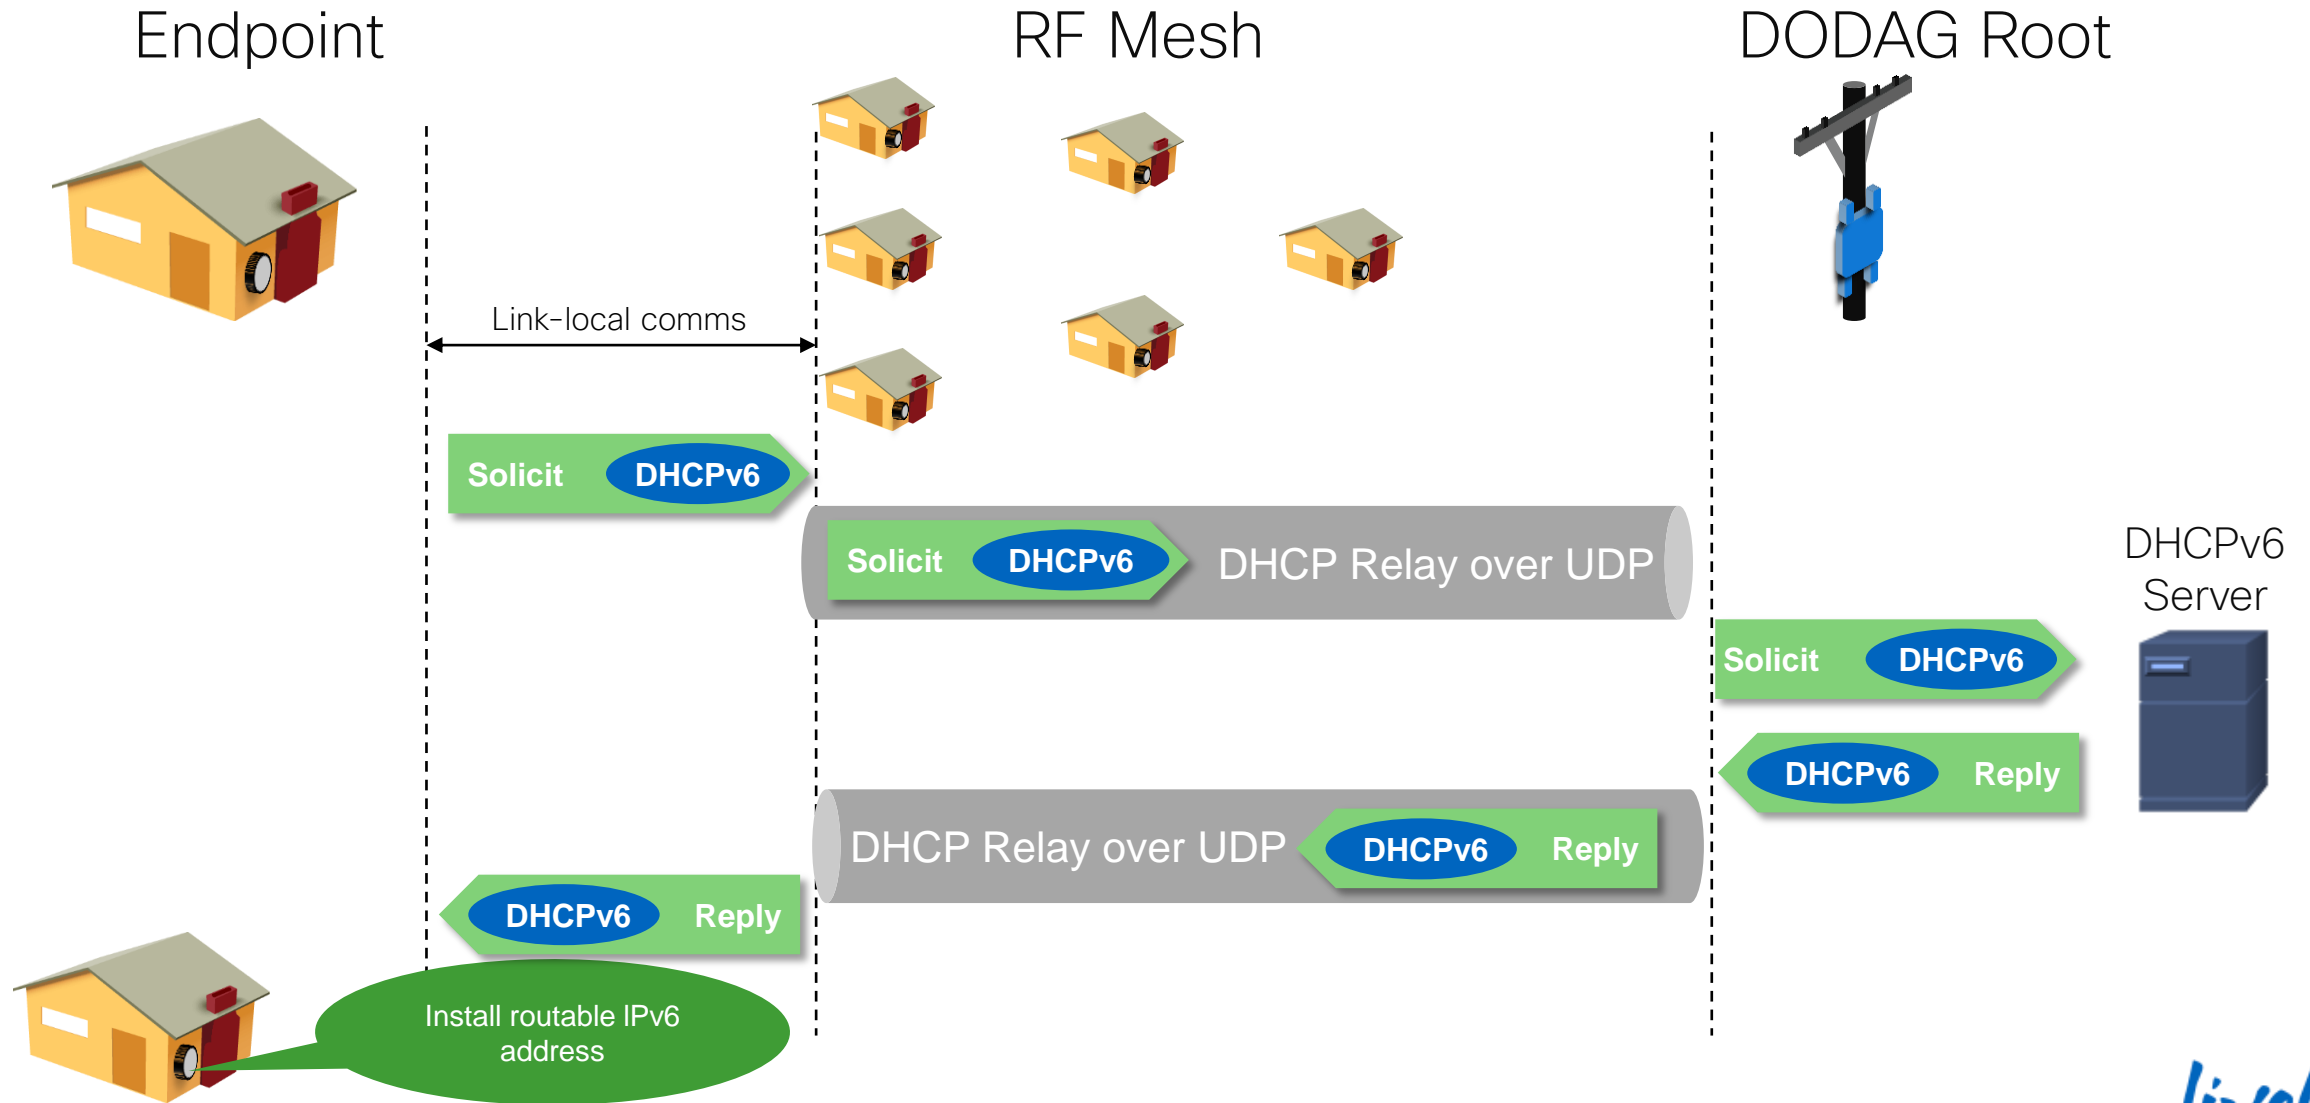 Endpoint
RF Mesh
DODAG Root
Link-local comms
Solicit DHCPv6
Solicit DHCPv6 DHCP Relay over UDP
DHCPv6
Server
Solicit DHCPv6
DHCPv6 Reply
DHCP Relay over UDP DHCPv6 Reply
DHCPv6 Reply
Install routable IPv6
address